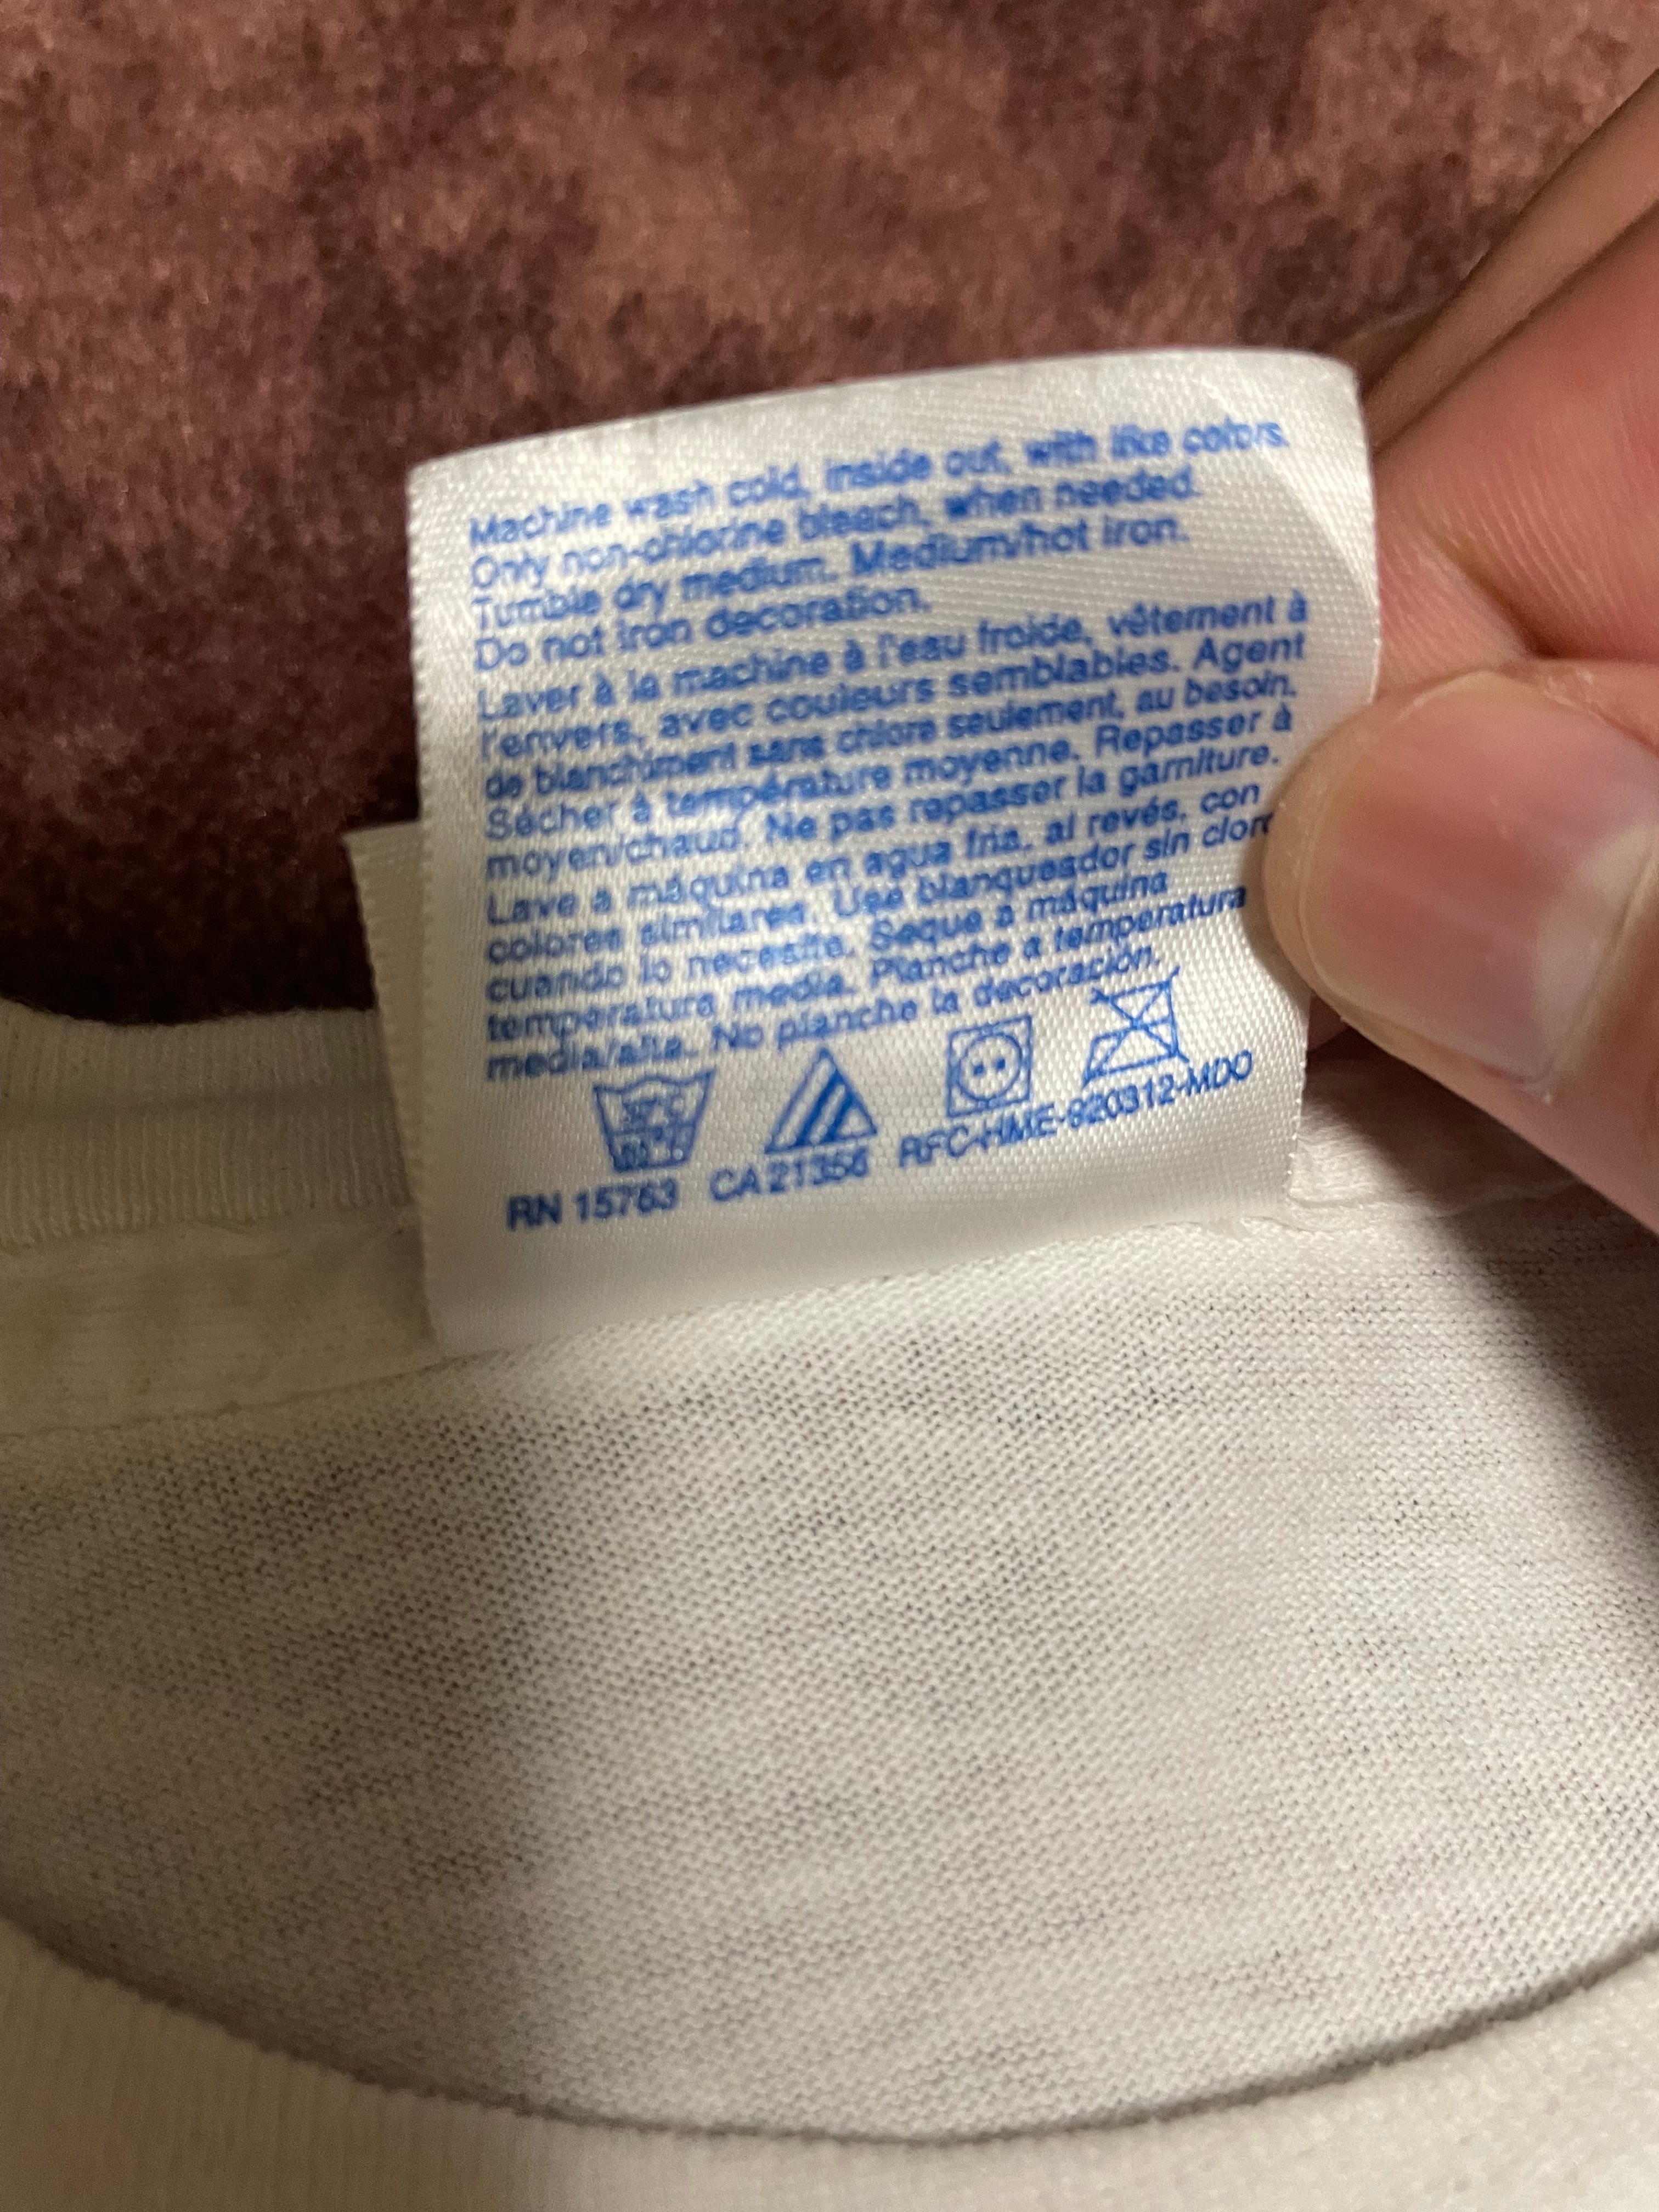 Machine wash cold, inside out, with like colors.
Only non-chlorine bleach, when needed.
Tumble dry medium. Medium/hot iron.
Do not iron decoration.
Laver à la machine à l'eau froide, vêtement à
l'envers, avec couleurs semblables. Agent
de blanchiment sans chlore seulement, au besoin.
Sécher à température moyenne. Repasser à
moyen/chaud. Ne pas repasser la garniture.
Lave a máquina en agua fria, al revés, con
colores similares. Use blanqueador sin cloro
cuando lo necesite. Seque a máquina
temperatura media. Planche a temperatura
media/alta. No planche la decoración.
RN 15763 CA 21356 RFC-HME-920312-MD0